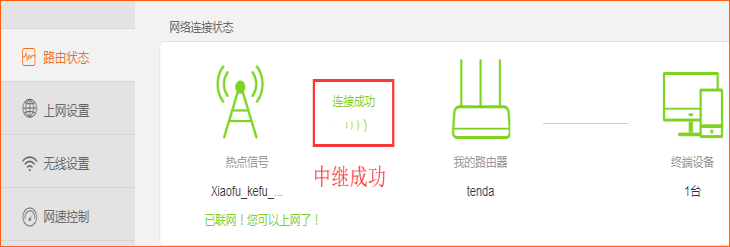 网络连接状态
路由状态
上网设置
无线设置
网速控制
连接成功
热点信号
中继成功
我的路由器
终端设备
Xiaofu_kefu_...
tenda
1台
已联网！您可以上网了！